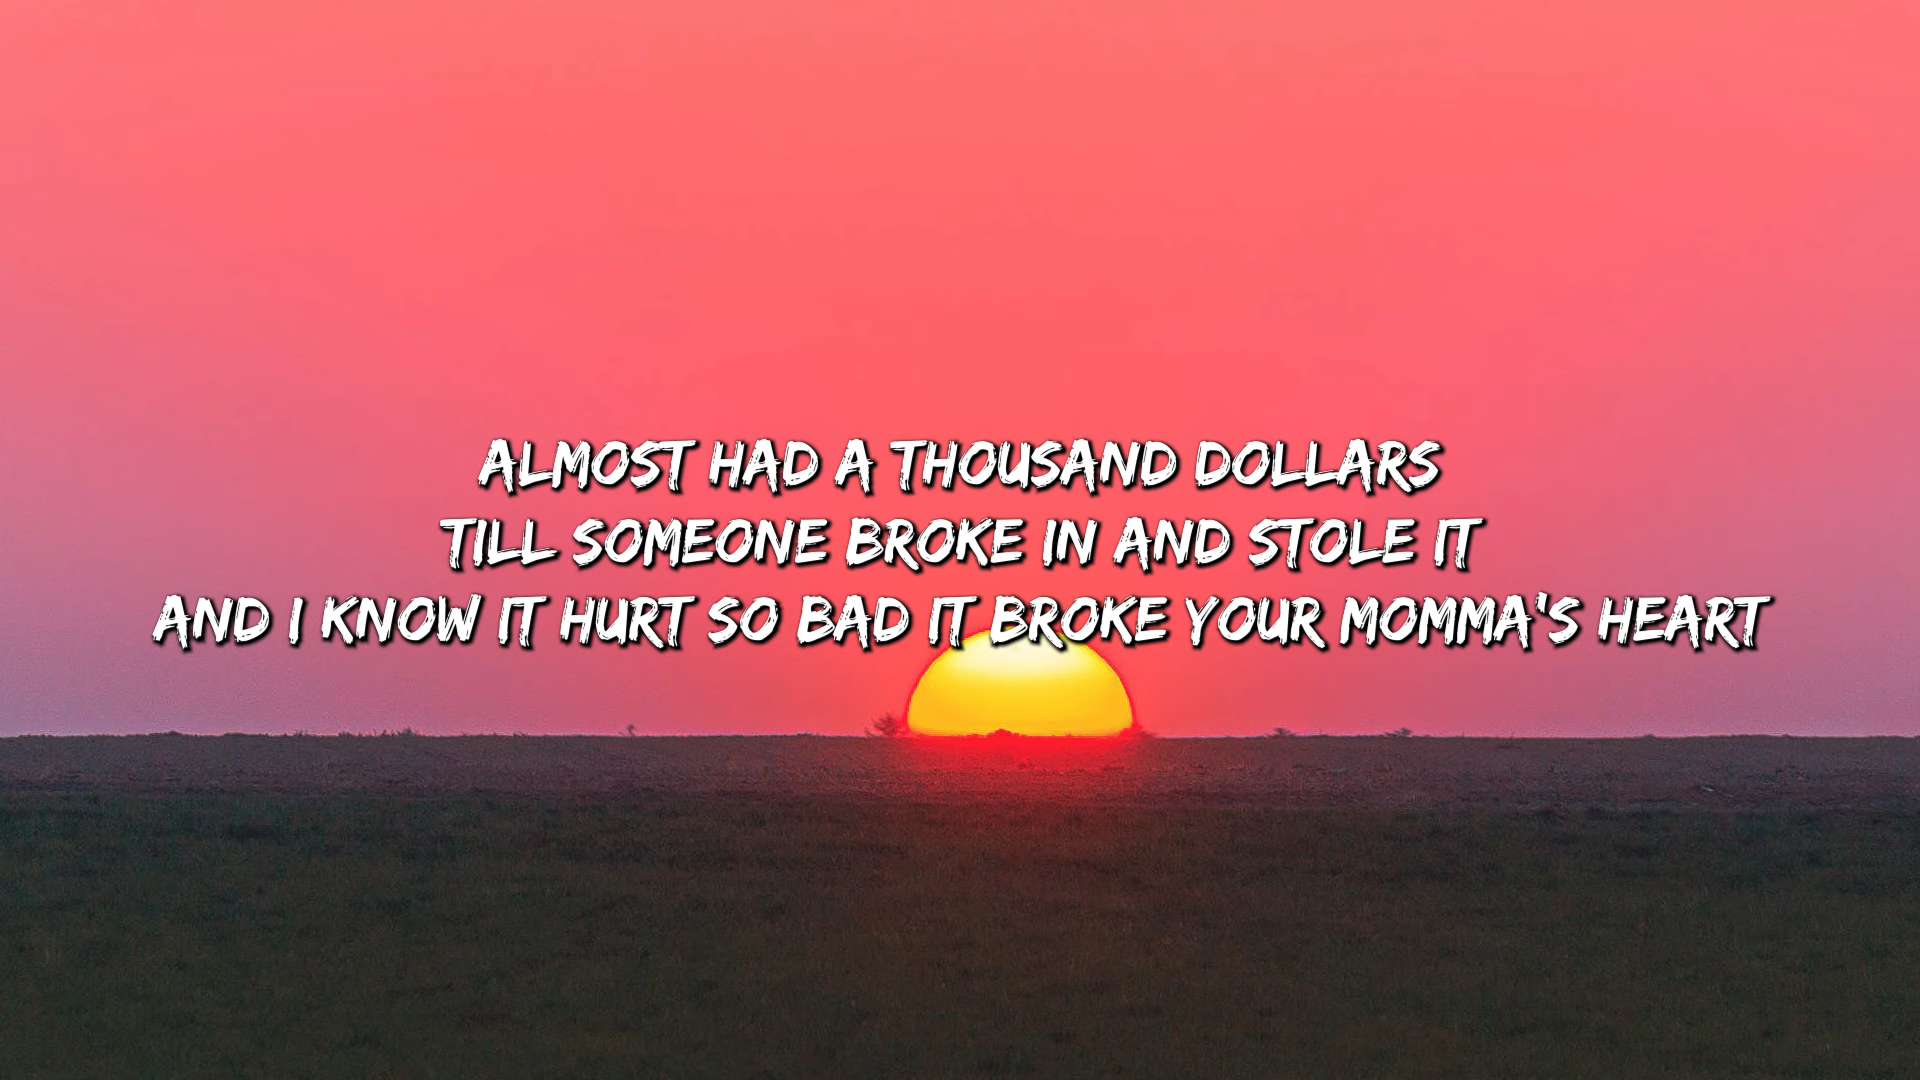 ALMOST HAD A THOUSAND DOLLARS
TILL SOMEONE BROKE IN AND STOLE IT
AND I KNOW IT HURT SO BAD IT BROKE YOUR MOMMA'S HEART